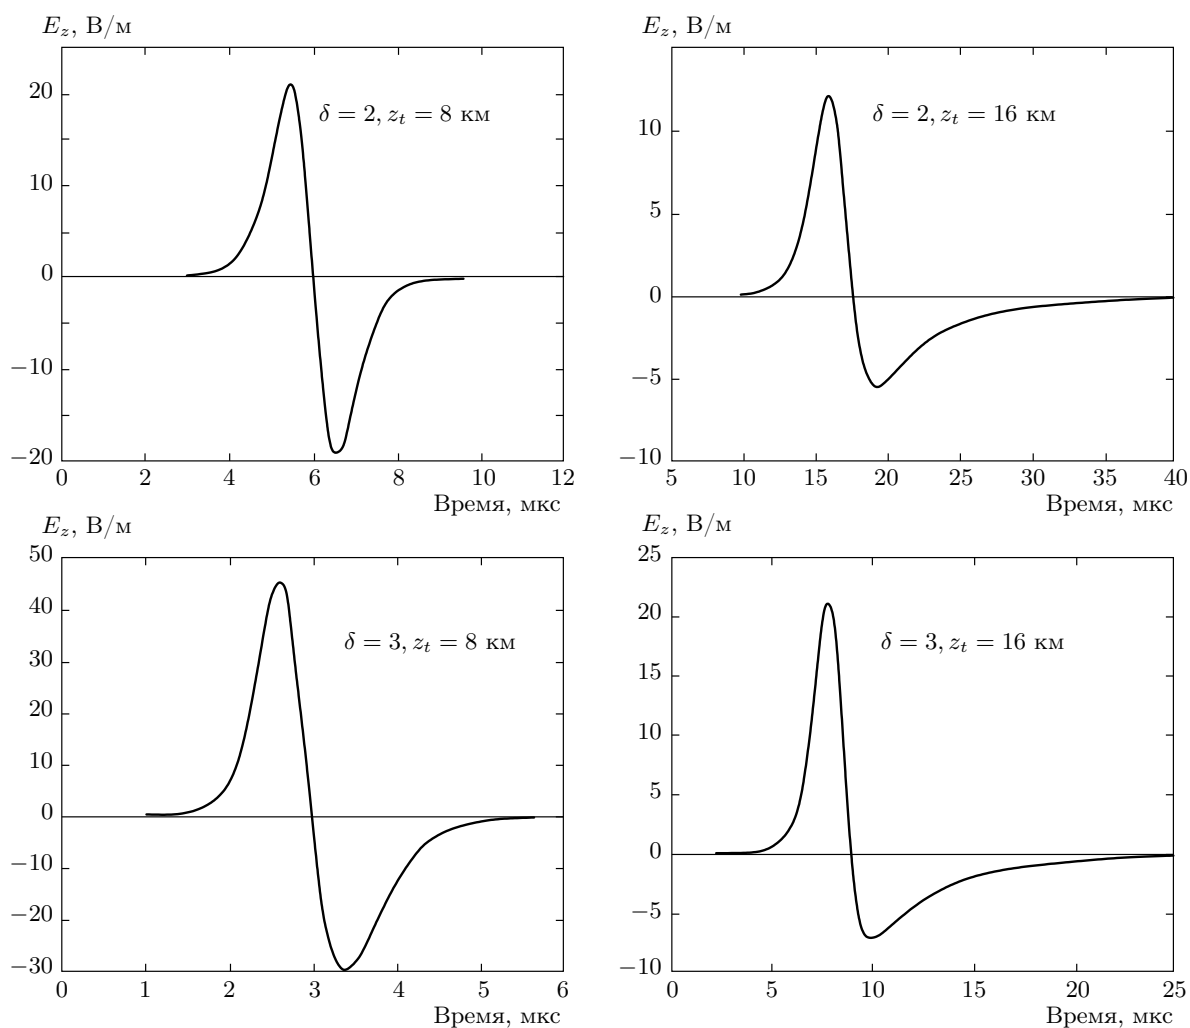 E_z, В/м
20
10
0
−10
−20
0 2 4 6 8 10 12
Время, мкс
δ = 2, z_t = 8 км
E_z, В/м
10
5
0
−5
−10
5 10 15 20 25 30 35 40
Время, мкс
δ = 2, z_t = 16 км
E_z, В/м
50
40
30
20
10
0
−10
−20
−30
0 1 2 3 4 5 6
Время, мкс
δ = 3, z_t = 8 км
E_z, В/м
25
20
15
10
5
0
−5
−10
0 5 10 15 20 25
Время, мкс
δ = 3, z_t = 16 км